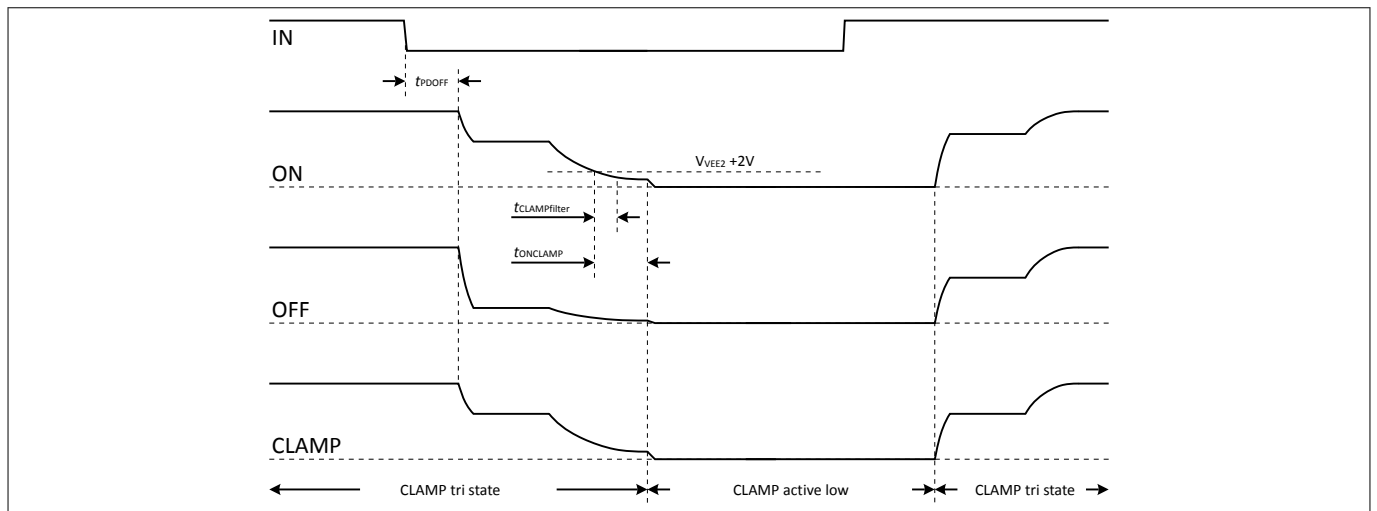 IN
tPDOFF
ON
VVEE2 +2V
tCLAMPfilter
tONCLAMP
OFF
CLAMP
CLAMP tri state
CLAMP active low
CLAMP tri state